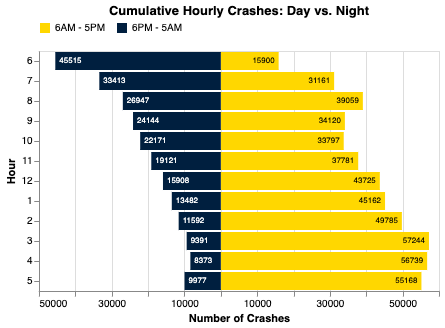 Cumulative Hourly Crashes: Day vs. Night
6AM - 5PM 6PM - 5AM
6 45515 15900
7 33413 31161
8 26947 39059
9 24144 34120
10 22171 33797
11 19121 37781
12 15908 43725
1 13482 45162
2 11592 49785
3 9391 57244
4 8373 56739
5 9977 55168
Hour
50000 30000 10000 10000 30000 50000
Number of Crashes